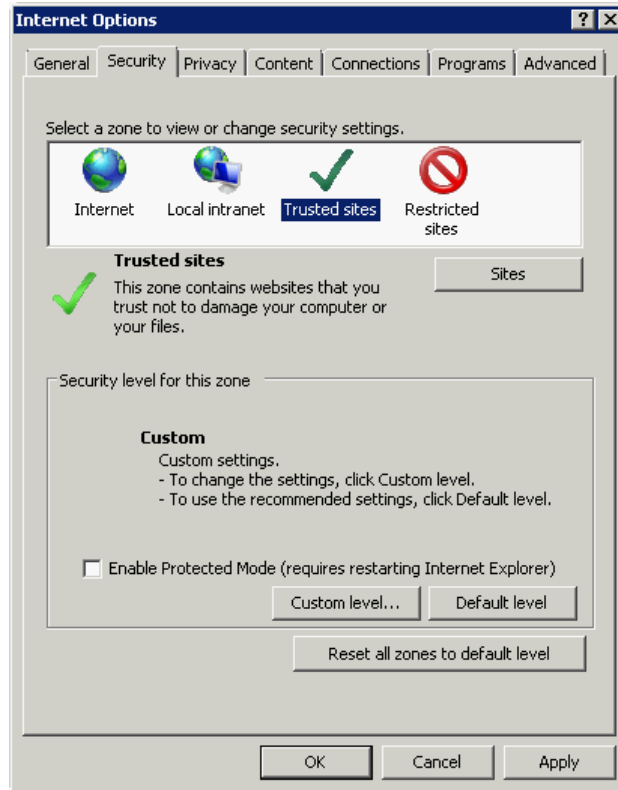 Internet Options
General Security Privacy Content Connections Programs Advanced
Select a zone to view or change security settings.
Internet Local intranet Trusted sites Restricted
sites
Trusted sites
Sites
This zone contains websites that you
trust not to damage your computer or
your files.
Security level for this zone
Custom
Custom settings.
- To change the settings, click Custom level.
- To use the recommended settings, click Default level.
Enable Protected Mode (requires restarting Internet Explorer)
Custom level... Default level
Reset all zones to default level
OK Cancel Apply